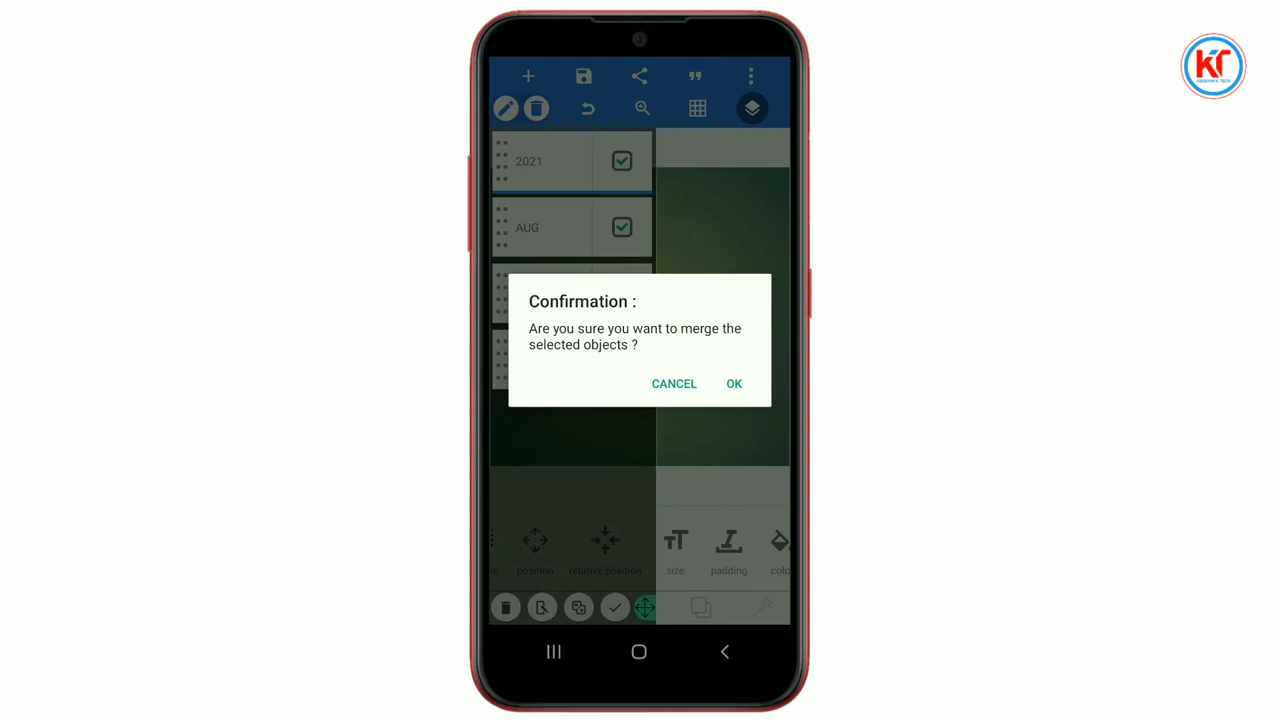 KT
2021
AUG
Confirmation :
Are you sure you want to merge the
selected objects ?
CANCEL OK
position relative position size padding